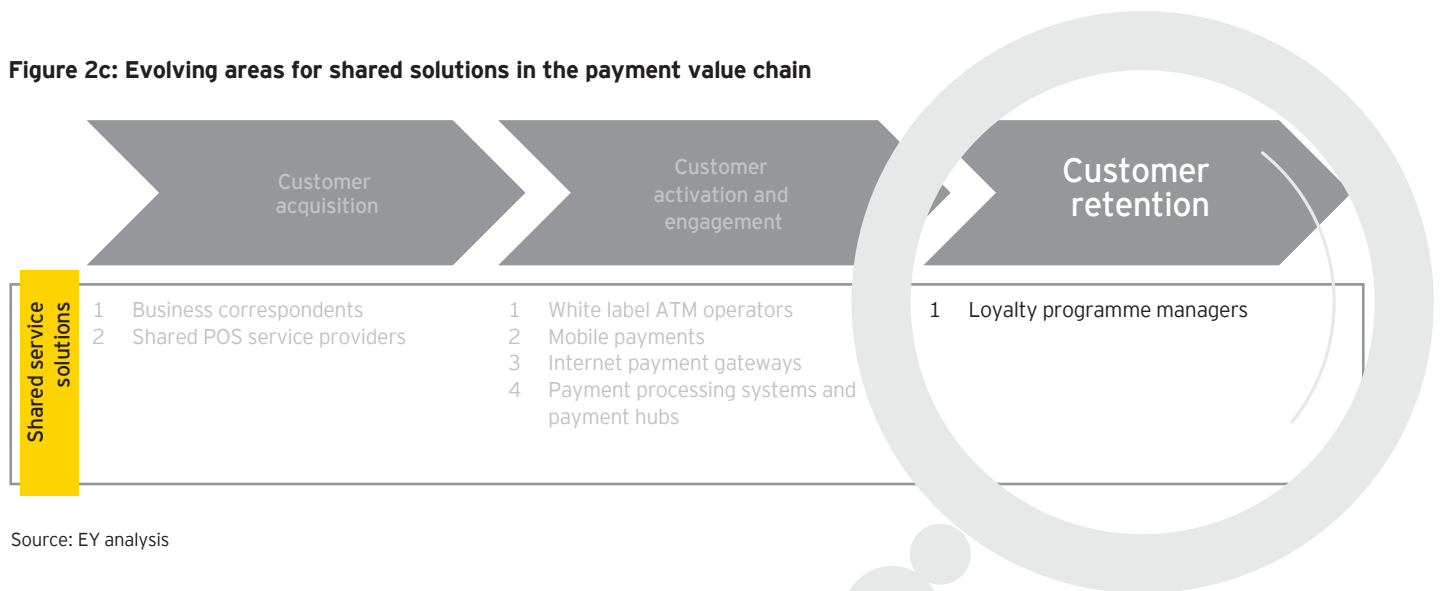 Figure 2c: Evolving areas for shared solutions in the payment value chain
Customer
acquisition
Customer
activation and
engagement
Customer
retention
Shared service
solutions
1 Business correspondents
2 Shared POS service providers
1 White label ATM operators
2 Mobile payments
3 Internet payment gateways
4 Payment processing systems and
payment hubs
1 Loyalty programme managers
Source: EY analysis